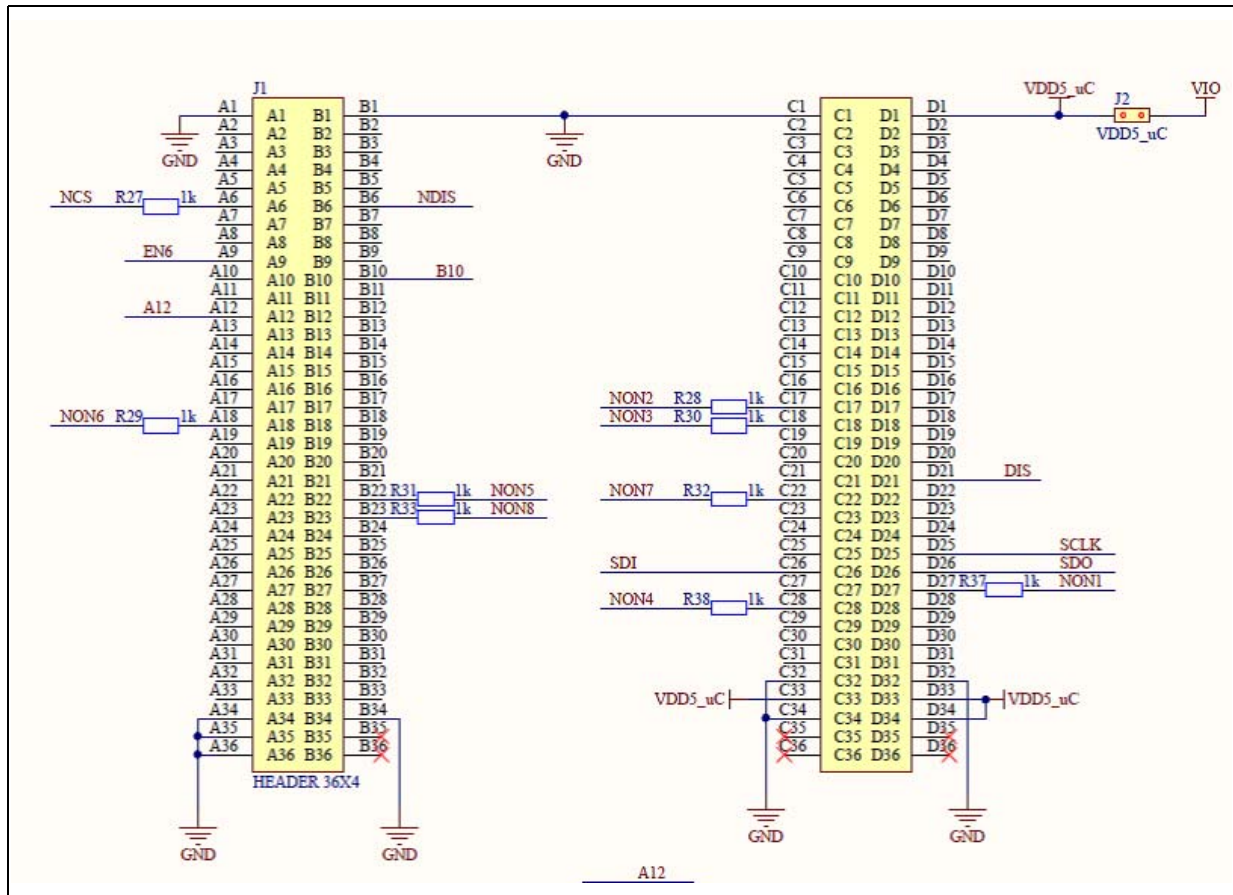 J1 VDD5_uC J2 VIO
A1 A1 B1 B1 C1 C1 D1 D1
VDD5_uC
A2 A2 B2 B2 C2 C2 D2 D2
A3 A3 B3 B3 C3 C3 D3 D3
GND GND
A4 A4 B4 B4 C4 C4 D4 D4
A5 A5 B5 B5 C5 C5 D5 D5
NCS R27 1k A6 A6 B6 B6 NDIS C6 C6 D6 D6
A7 A7 B7 B7 C7 C7 D7 D7
A8 A8 B8 B8 C8 C8 D8 D8
EN6 A9 A9 B9 B9 C9 C9 D9 D9
A10 A10 B10 B10 B10 C10 C10 D10 D10
A11 A11 B11 B11 C11 C11 D11 D11
A12 A12 A12 B12 B12 C12 C12 D12 D12
A13 A13 B13 B13 C13 C13 D13 D13
A14 A14 B14 B14 C14 C14 D14 D14
A15 A15 B15 B15 C15 C15 D15 D15
A16 A16 B16 B16 C16 C16 D16 D16
A17 A17 B17 B17 NON2 R28 1k C17 C17 D17 D17
NON6 R29 1k A18 A18 B18 B18 NON3 R30 1k C18 C18 D18 D18
A19 A19 B19 B19 C19 C19 D19 D19
A20 A20 B20 B20 C20 C20 D20 D20
A21 A21 B21 B21 C21 C21 D21 D21 DIS
A22 A22 B22 B22 R31 1k NON5 NON7 R32 1k C22 C22 D22 D22
A23 A23 B23 B23 R33 1k NON8 C23 C23 D23 D23
A24 A24 B24 B24 C24 C24 D24 D24
A25 A25 B25 B25 C25 C25 D25 D25 SCLK
A26 A26 B26 B26 SDI C26 C26 D26 D26 SDO
A27 A27 B27 B27 C27 C27 D27 D27 R37 1k NON1
A28 A28 B28 B28 NON4 R38 1k C28 C28 D28 D28
A29 A29 B29 B29 C29 C29 D29 D29
A30 A30 B30 B30 C30 C30 D30 D30
A31 A31 B31 B31 C31 C31 D31 D31
A32 A32 B32 B32 C32 C32 D32 D32
A33 A33 B33 B33 VDD5_uC C33 C33 D33 D33 VDD5_uC
A34 A34 B34 B34 C34 C34 D34 D34
A35 A35 B35 B35 C35 C35 D35 D35
A36 A36 B36 B36 C36 C36 D36 D36
HEADER 36X4
GND GND GND GND
A12